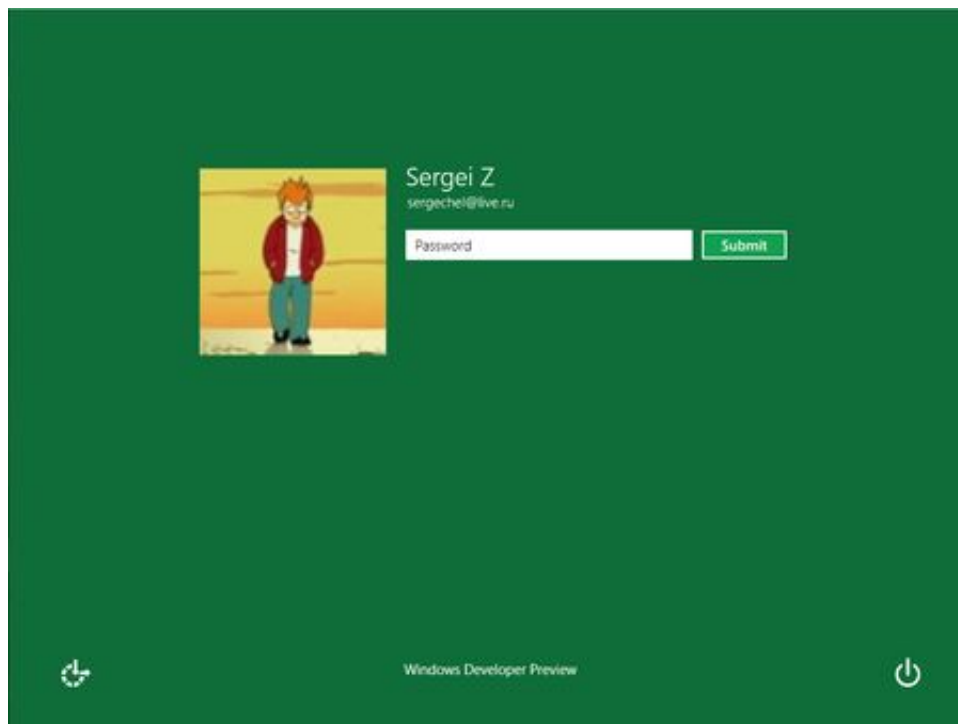 Sergei Z
sergechel@live.ru
Password
Submit
Windows Developer Preview